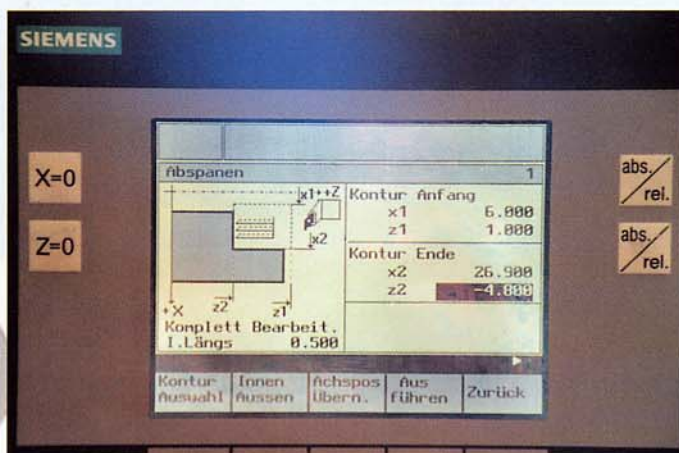 SIEMENS
X=0
Z=0
abs./rel.
abs./rel.
Abspanen 1
x1 +Z
x2
+X z2 z1
Komplett Bearbeit.
I.Längs 0.500
Kontur Anfang
x1 6.000
z1 1.000
Kontur Ende
x2 26.900
z2 -4.800
Kontur Auswahl
Innen Aussen
Achspos Übern.
Aus führen
Zurück